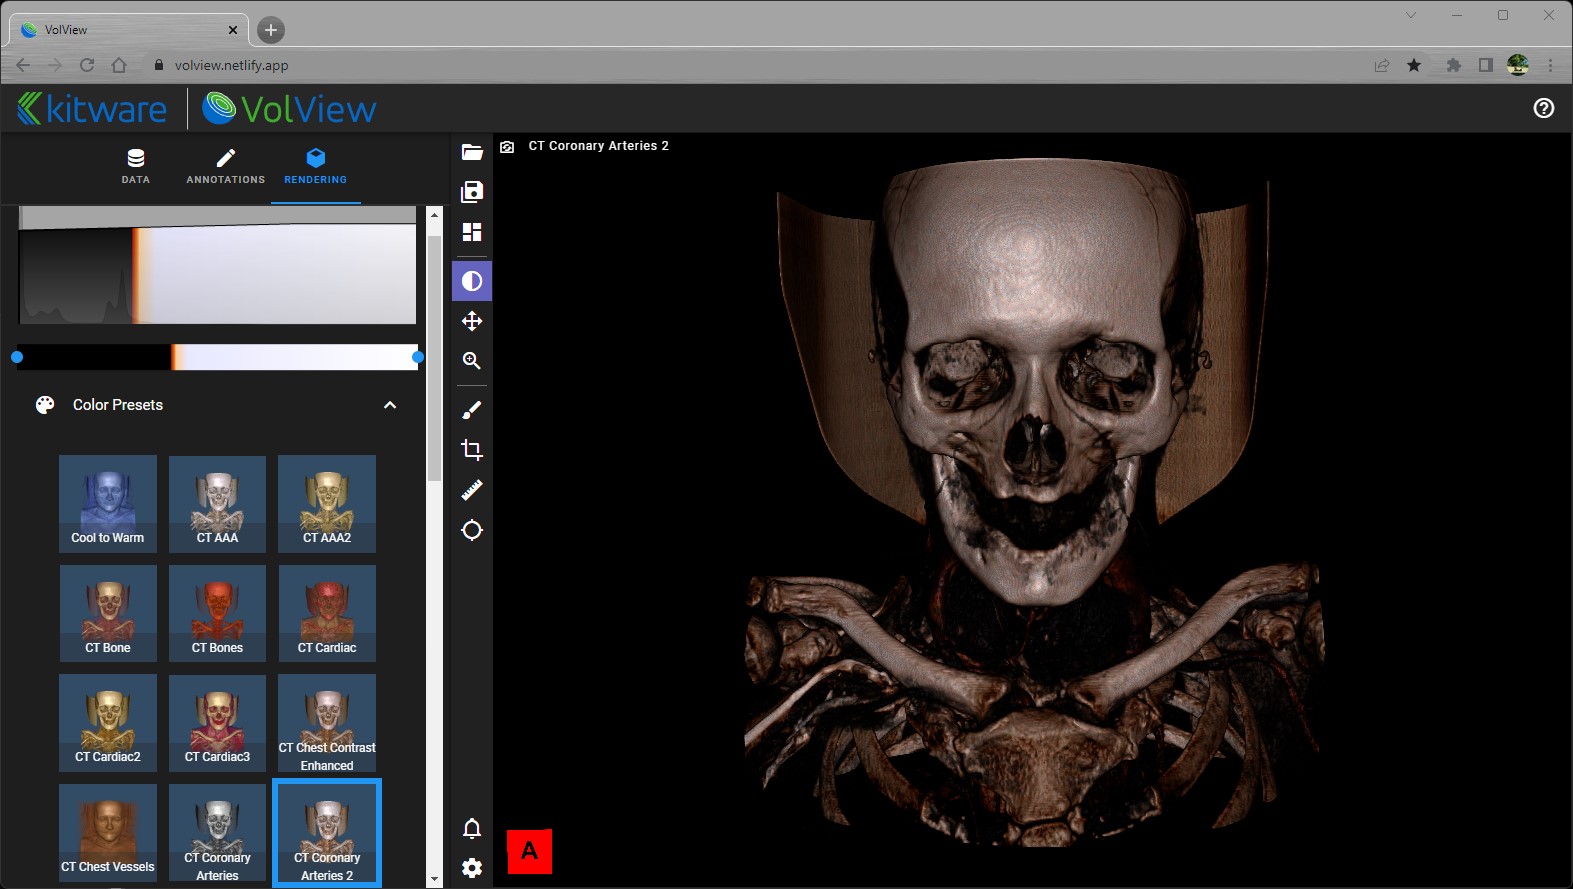 VolView
volview.netlify.app
kitware
VolView
DATA
ANNOTATIONS
RENDERING
CT Coronary Arteries 2
Color Presets
Cool to Warm
CT AAA
CT AAA2
CT Bone
CT Bones
CT Cardiac
CT Cardiac2
CT Cardiac3
CT Chest Contrast
Enhanced
CT Chest Vessels
CT Coronary
Arteries
CT Coronary
Arteries 2
A